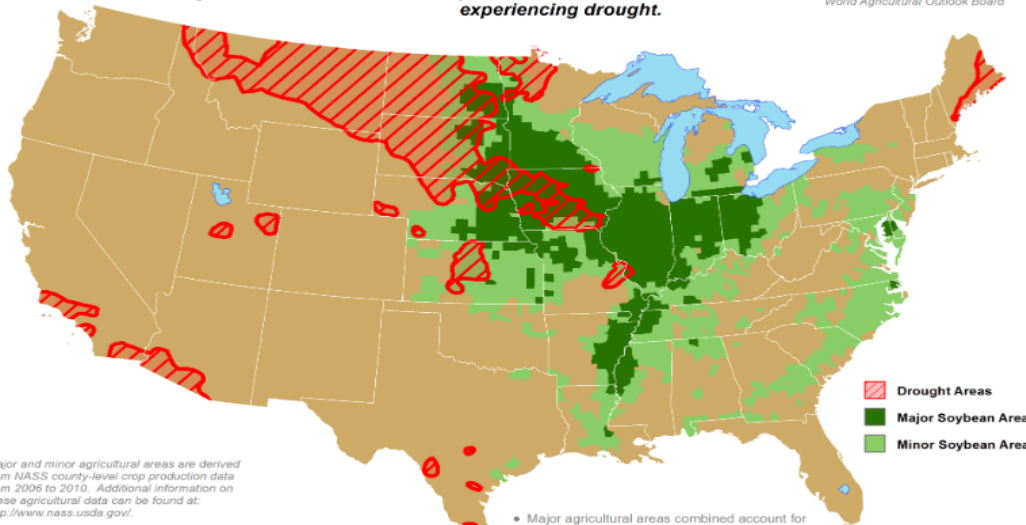 experiencing drought.
World Agricultural Outlook Board
Drought Areas
Major Soybean Area
Minor Soybean Area
ajor and minor agricultural areas are derived
m NASS county-level crop production data
m 2006 to 2010. Additional information on
ese agricultural data can be found at:
p://www.nass.usda.gov/.
• Major agricultural areas combined account for